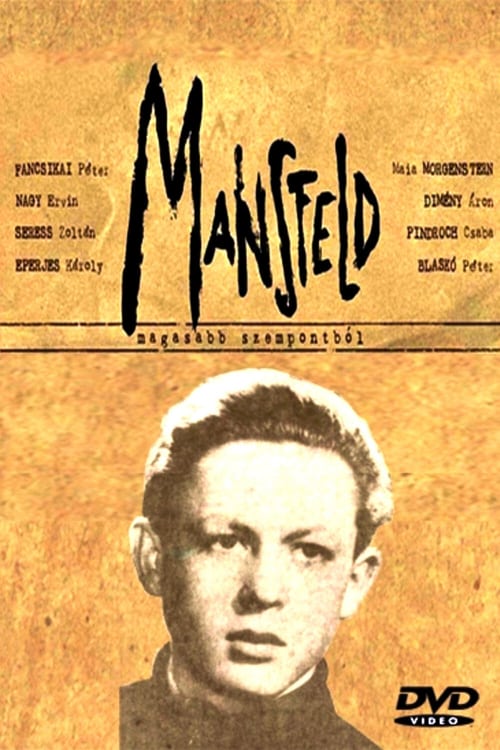 MANSFELD
FANCSIKAI Péter
NAGY Ervin
SERESS Zoltán
EPERJES Károly
Maia MORGENSTERN
DIMÉNY Áron
PINDROCH Csaba
BLASKÓ Péter
magasabb szempontból
DVD
VIDEO